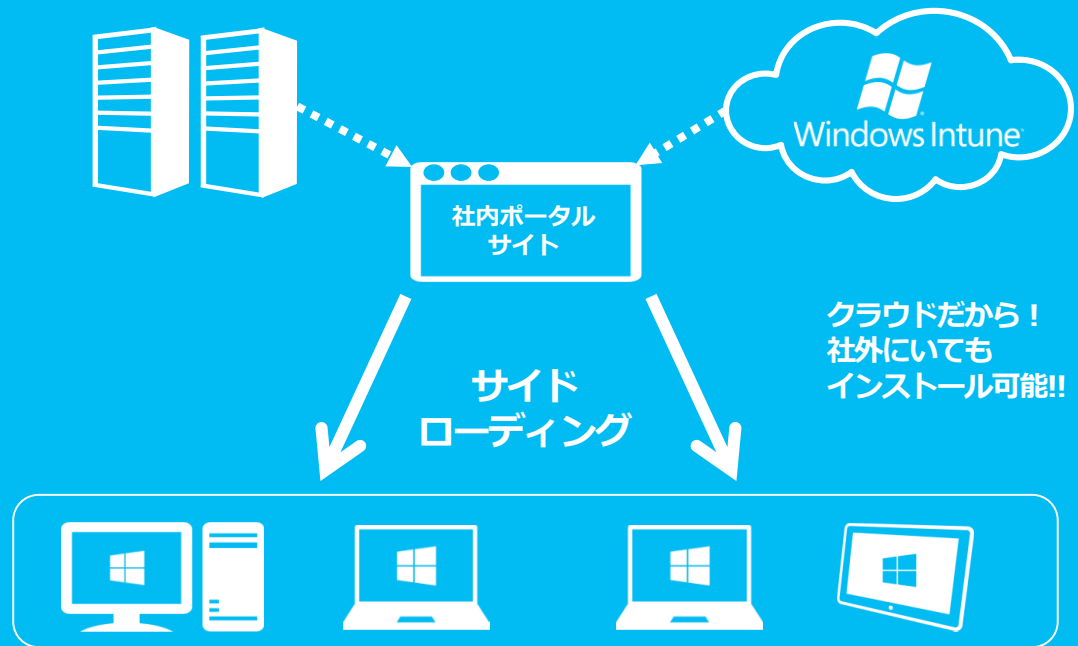 Windows Intune
社内ポータル
サイト
クラウドだから！
社外にいても
インストール可能!!
サイド
ローディング